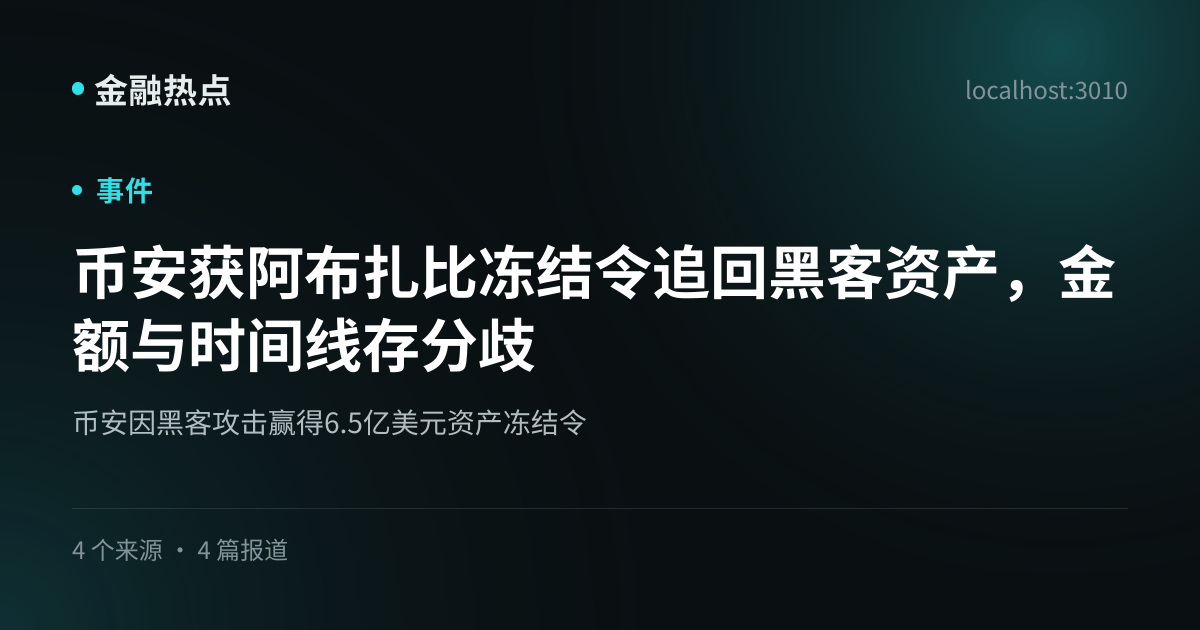 金融热点
localhost:3010
事件
币安获阿布扎比冻结令追回黑客资产，金
额与时间线存分歧
币安因黑客攻击赢得6.5亿美元资产冻结令
4 个来源 · 4 篇报道